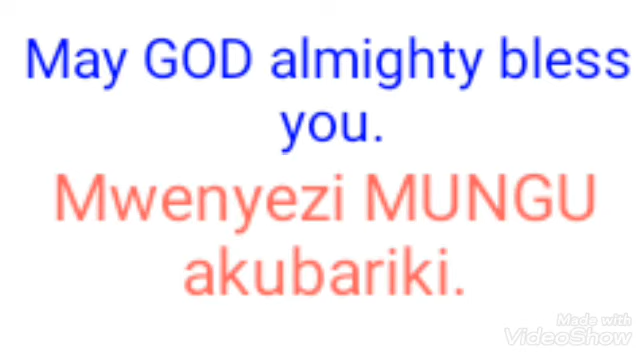 May GOD almighty bless
you.
Mwenyezi MUNGU
akubariki.
Made with
VideoShow